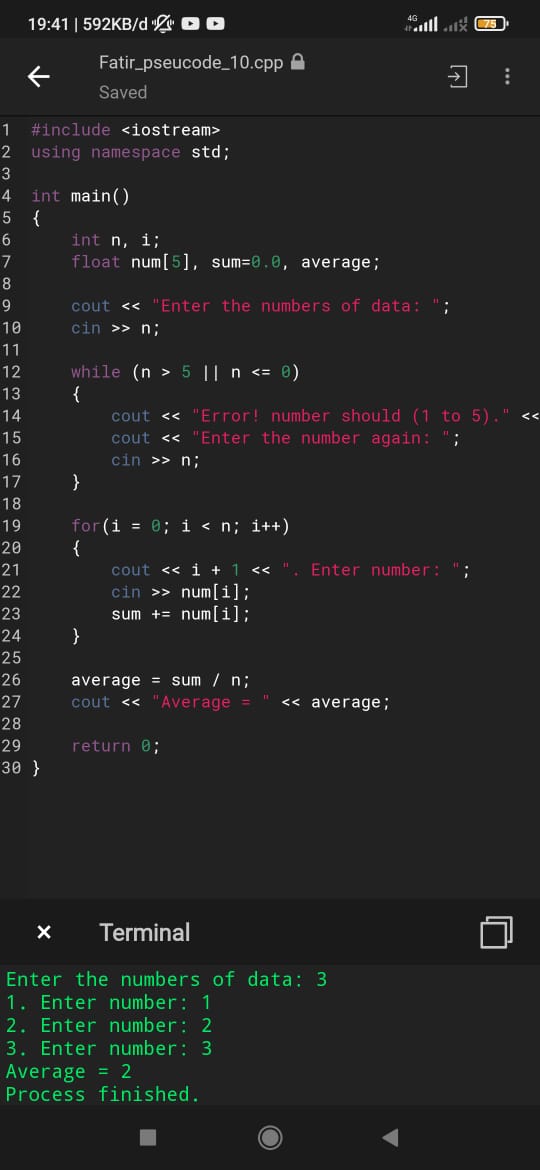 19:41 | 592KB/d 4G 75
Fatir_pseucode_10.cpp
Saved
1 #include <iostream>
2 using namespace std;
3
4 int main()
5 {
6     int n, i;
7     float num[5], sum=0.0, average;
8
9     cout << "Enter the numbers of data: ";
10     cin >> n;
11
12     while (n > 5 || n <= 0)
13     {
14         cout << "Error! number should (1 to 5)." <<
15         cout << "Enter the number again: ";
16         cin >> n;
17     }
18
19     for(i = 0; i < n; i++)
20     {
21         cout << i + 1 << ". Enter number: ";
22         cin >> num[i];
23         sum += num[i];
24     }
25
26     average = sum / n;
27     cout << "Average = " << average;
28
29     return 0;
30 }
× Terminal
Enter the numbers of data: 3
1. Enter number: 1
2. Enter number: 2
3. Enter number: 3
Average = 2
Process finished.